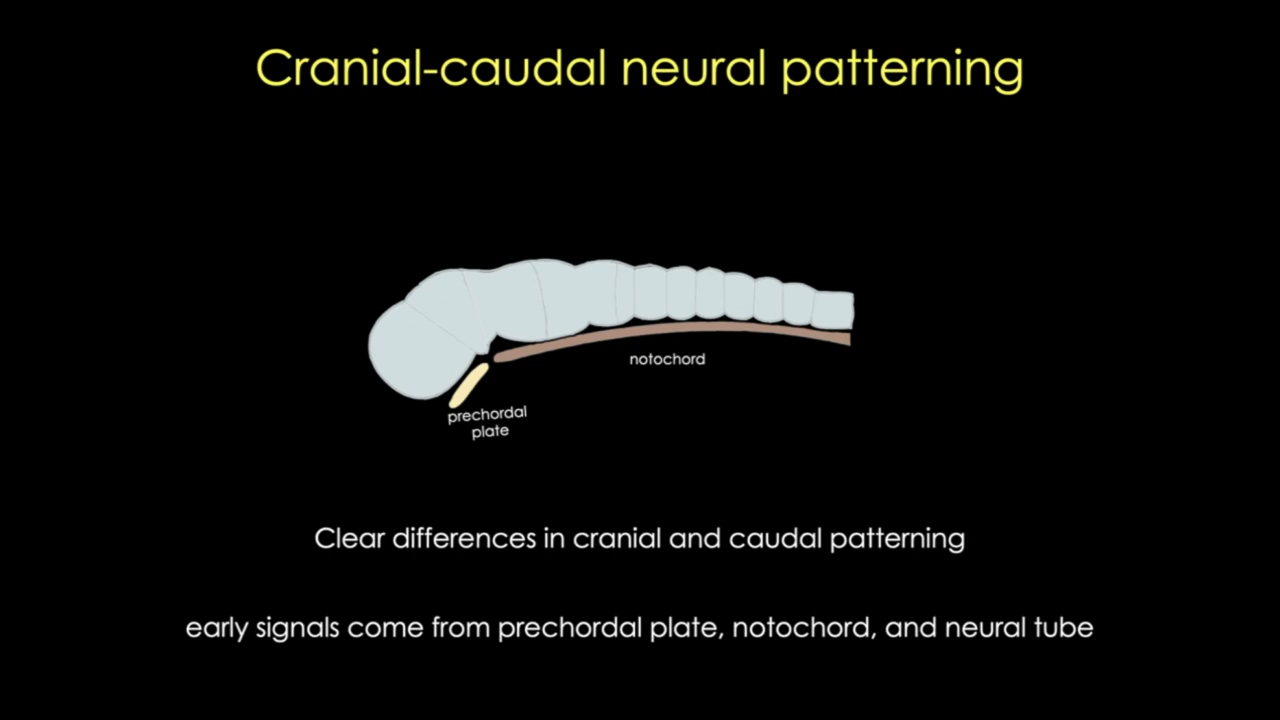 Cranial-caudal neural patterning
notochord
prechordal
plate
Clear differences in cranial and caudal patterning
early signals come from prechordal plate, notochord, and neural tube